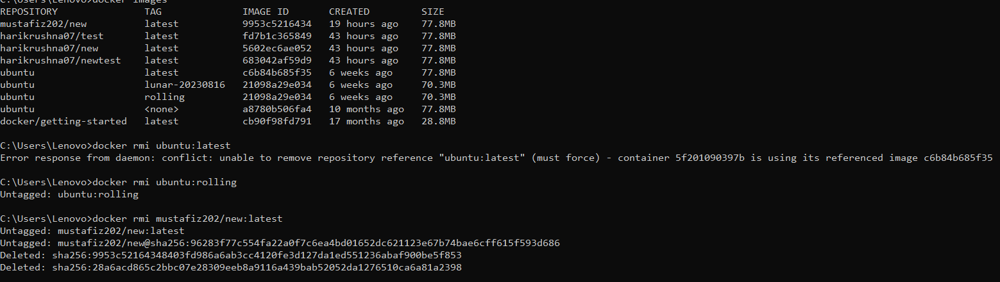 C:\Users\Lenovo>docker images
REPOSITORY TAG IMAGE ID CREATED SIZE
mustafiz202/new latest 9953c5216434 19 hours ago 77.8MB
harikrushna07/test latest fd7b1c365849 43 hours ago 77.8MB
harikrushna07/new latest 5602ec6ae052 43 hours ago 77.8MB
harikrushna07/newtest latest 683042af59d9 43 hours ago 77.8MB
ubuntu latest c6b84b685f35 6 weeks ago 77.8MB
ubuntu lunar-20230816 21098a29e034 6 weeks ago 70.3MB
ubuntu rolling 21098a29e034 6 weeks ago 70.3MB
ubuntu <none> a8780b506fa4 10 months ago 77.8MB
docker/getting-started latest cb90f98fd791 17 months ago 28.8MB
C:\Users\Lenovo>docker rmi ubuntu:latest
Error response from daemon: conflict: unable to remove repository reference "ubuntu:latest" (must force) - container 5f201090397b is using its referenced image c6b84b685f35
C:\Users\Lenovo>docker rmi ubuntu:rolling
Untagged: ubuntu:rolling
C:\Users\Lenovo>docker rmi mustafiz202/new:latest
Untagged: mustafiz202/new:latest
Untagged: mustafiz202/new@sha256:96283f77c554fa22a0f7c6ea4bd01652dc621123e67b74bae6cff615f593d686
Deleted: sha256:9953c52164348403fd986a6ab3cc4120fe3d127da1ed551236abaf900be5f853
Deleted: sha256:28a6acd865c2bbc07e28309eeb8a9116a439bab52052da1276510ca6a81a2398